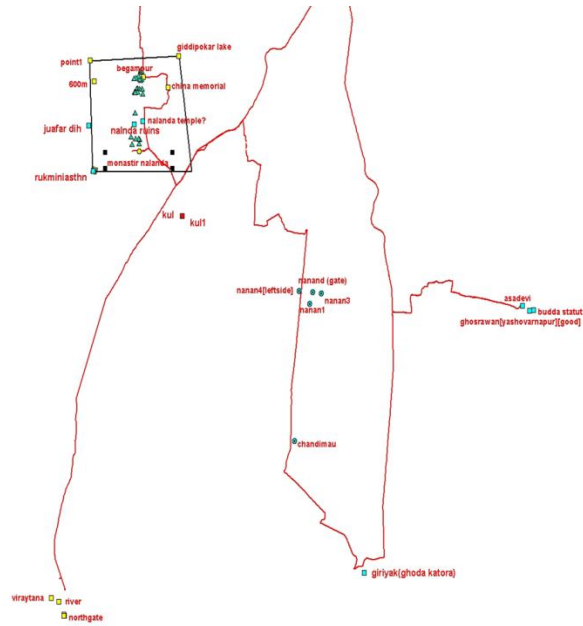 giddipokar lake
point1
begampur
600m
china memorial
juafar dih
nalanda temple?
nalnda ruins
monastir nalanda
rukminiasthn
kul
kul1
nanand (gate)
nanan4[leftside]
nanan3
nanan1
asadevi
budda statut
ghosrawan[yashovarnapur][good]
chandimau
giriyak(ghoda katora)
viraytana
river
northgate